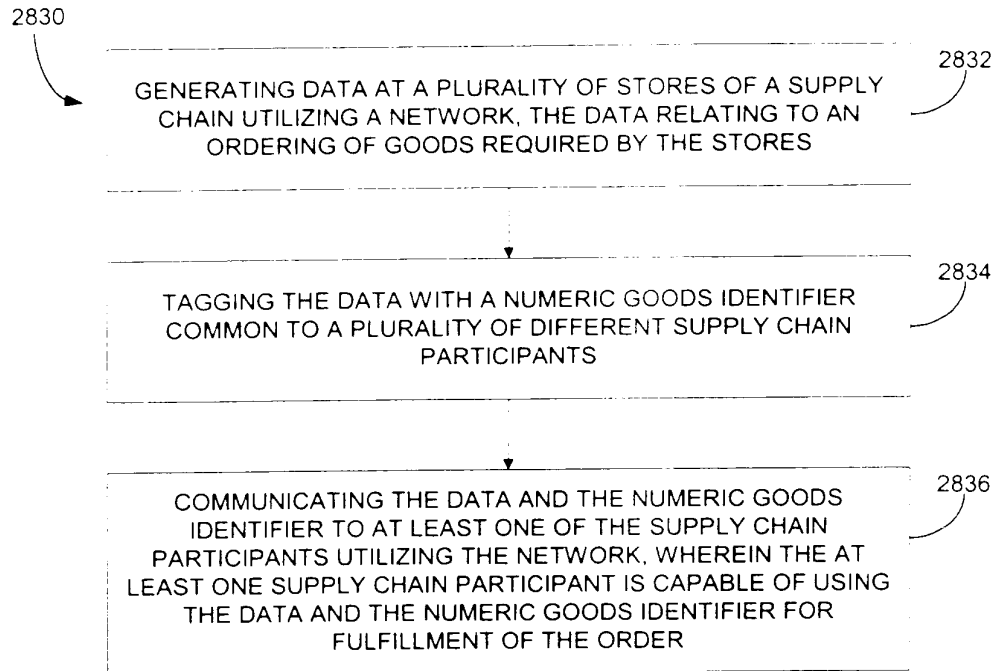 2830
2832
GENERATING DATA AT A PLURALITY OF STORES OF A SUPPLY
CHAIN UTILIZING A NETWORK, THE DATA RELATING TO AN
ORDERING OF GOODS REQUIRED BY THE STORES
2834
TAGGING THE DATA WITH A NUMERIC GOODS IDENTIFIER
COMMON TO A PLURALITY OF DIFFERENT SUPPLY CHAIN
PARTICIPANTS
2836
COMMUNICATING THE DATA AND THE NUMERIC GOODS
IDENTIFIER TO AT LEAST ONE OF THE SUPPLY CHAIN
PARTICIPANTS UTILIZING THE NETWORK, WHEREIN THE AT
LEAST ONE SUPPLY CHAIN PARTICIPANT IS CAPABLE OF USING
THE DATA AND THE NUMERIC GOODS IDENTIFIER FOR
FULFILLMENT OF THE ORDER